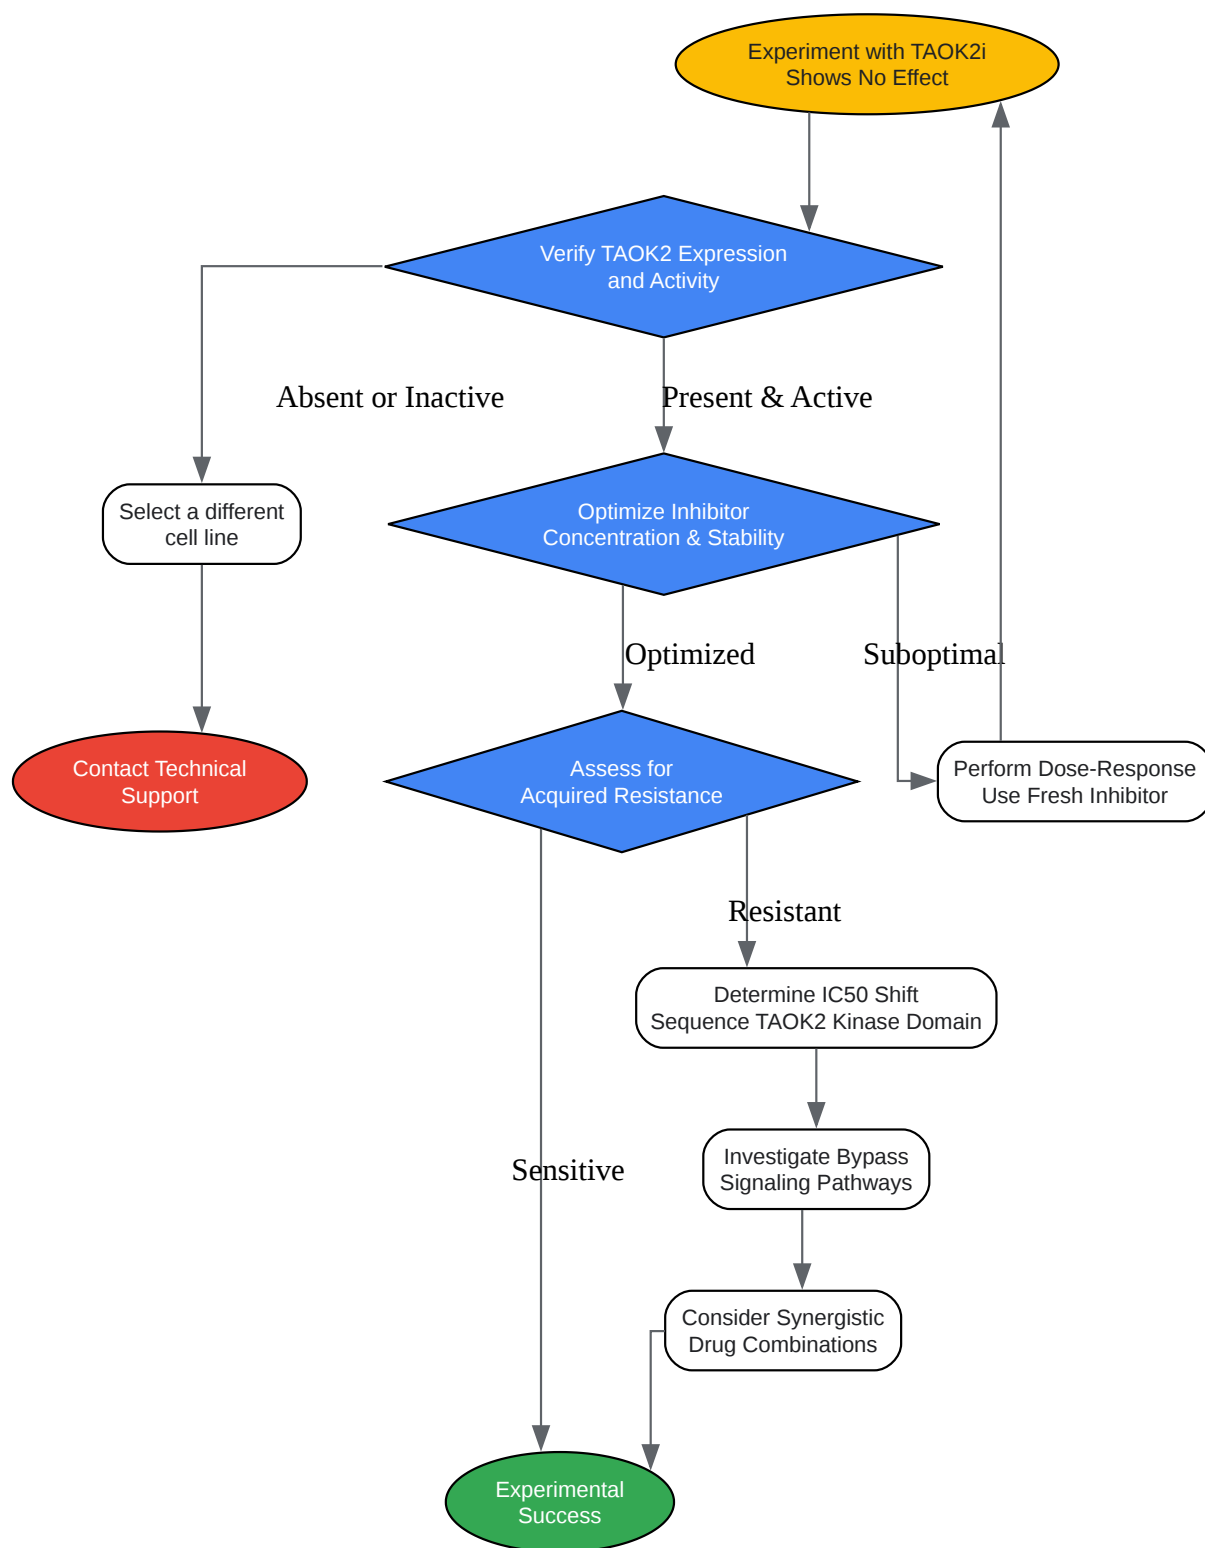 Experiment with TAOK2i
Shows No Effect
Verify TAOK2 Expression
and Activity
Absent or Inactive
Present & Active
Select a different
cell line
Optimize Inhibitor
Concentration & Stability
Optimized
Suboptimal
Contact Technical
Support
Assess for
Acquired Resistance
Perform Dose-Response
Use Fresh Inhibitor
Resistant
Determine IC50 Shift
Sequence TAOK2 Kinase Domain
Sensitive
Investigate Bypass
Signaling Pathways
Consider Synergistic
Drug Combinations
Experimental
Success